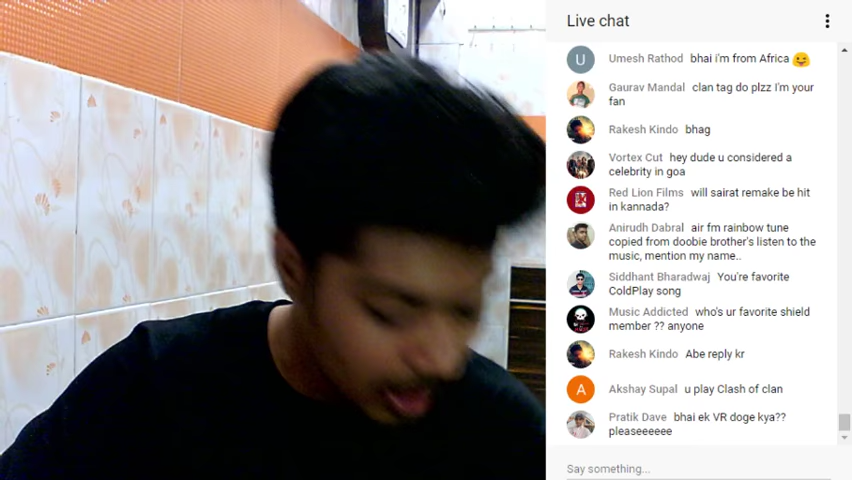 Live chat
U Umesh Rathod bhai i'm from Africa 😜
Gaurav Mandal clan tag do plzz I'm your
fan
Rakesh Kindo bhag
Vortex Cut hey dude u considered a
celebrity in goa
Red Lion Films will sairat remake be hit
in kannada?
Anirudh Dabral air fm rainbow tune
copied from doobie brother's listen to the
music, mention my name..
Siddhant Bharadwaj You're favorite
ColdPlay song
Music Addicted who's ur favorite shield
member ?? anyone
Rakesh Kindo Abe reply kr
A Akshay Supal u play Clash of clan
Pratik Dave bhai ek VR doge kya??
pleaseeeeee
Say something...